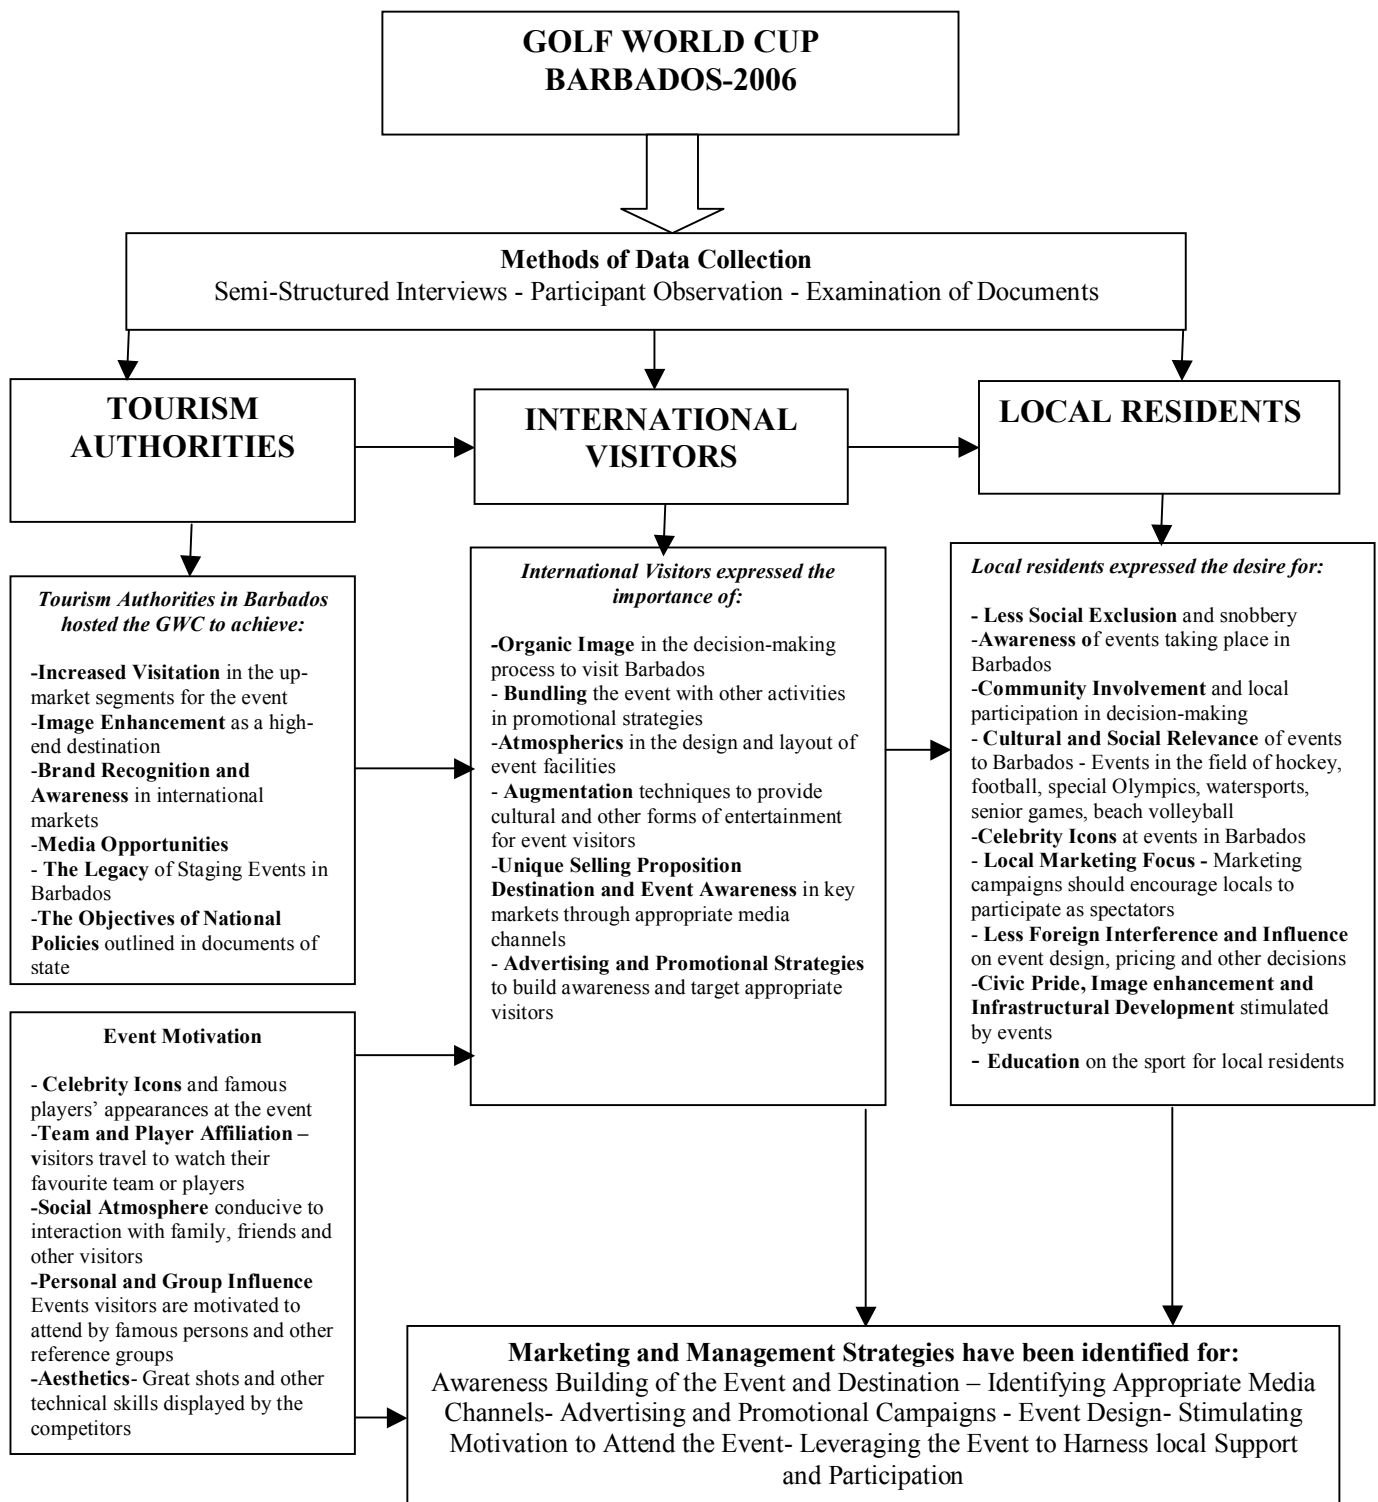 GOLF WORLD CUP
BARBADOS-2006
Methods of Data Collection
Semi-Structured Interviews - Participant Observation - Examination of Documents
TOURISM
AUTHORITIES
INTERNATIONAL
VISITORS
LOCAL RESIDENTS
Tourism Authorities in Barbados
hosted the GWC to achieve:
-Increased Visitation in the up-
market segments for the event
-Image Enhancement as a high-
end destination
-Brand Recognition and
Awareness in international
markets
-Media Opportunities
- The Legacy of Staging Events in
Barbados
-The Objectives of National
Policies outlined in documents of
state
International Visitors expressed the
importance of:
-Organic Image in the decision-making
process to visit Barbados
- Bundling the event with other activities
in promotional strategies
-Atmospherics in the design and layout of
event facilities
- Augmentation techniques to provide
cultural and other forms of entertainment
for event visitors
-Unique Selling Proposition
Destination and Event Awareness in key
markets through appropriate media
channels
- Advertising and Promotional Strategies
to build awareness and target appropriate
visitors
Local residents expressed the desire for:
- Less Social Exclusion and snobbery
-Awareness of events taking place in
Barbados
-Community Involvement and local
participation in decision-making
- Cultural and Social Relevance of events
to Barbados - Events in the field of hockey,
football, special Olympics, watersports,
senior games, beach volleyball
-Celebrity Icons at events in Barbados
- Local Marketing Focus - Marketing
campaigns should encourage locals to
participate as spectators
- Less Foreign Interference and Influence
on event design, pricing and other decisions
-Civic Pride, Image enhancement and
Infrastructural Development stimulated
by events
- Education on the sport for local residents
Event Motivation
- Celebrity Icons and famous
players’ appearances at the event
-Team and Player Affiliation –
visitors travel to watch their
favourite team or players
-Social Atmosphere conducive to
interaction with family, friends and
other visitors
-Personal and Group Influence
Events visitors are motivated to
attend by famous persons and other
reference groups
-Aesthetics- Great shots and other
technical skills displayed by the
competitors
Marketing and Management Strategies have been identified for:
Awareness Building of the Event and Destination – Identifying Appropriate Media
Channels- Advertising and Promotional Campaigns - Event Design- Stimulating
Motivation to Attend the Event- Leveraging the Event to Harness local Support
and Participation